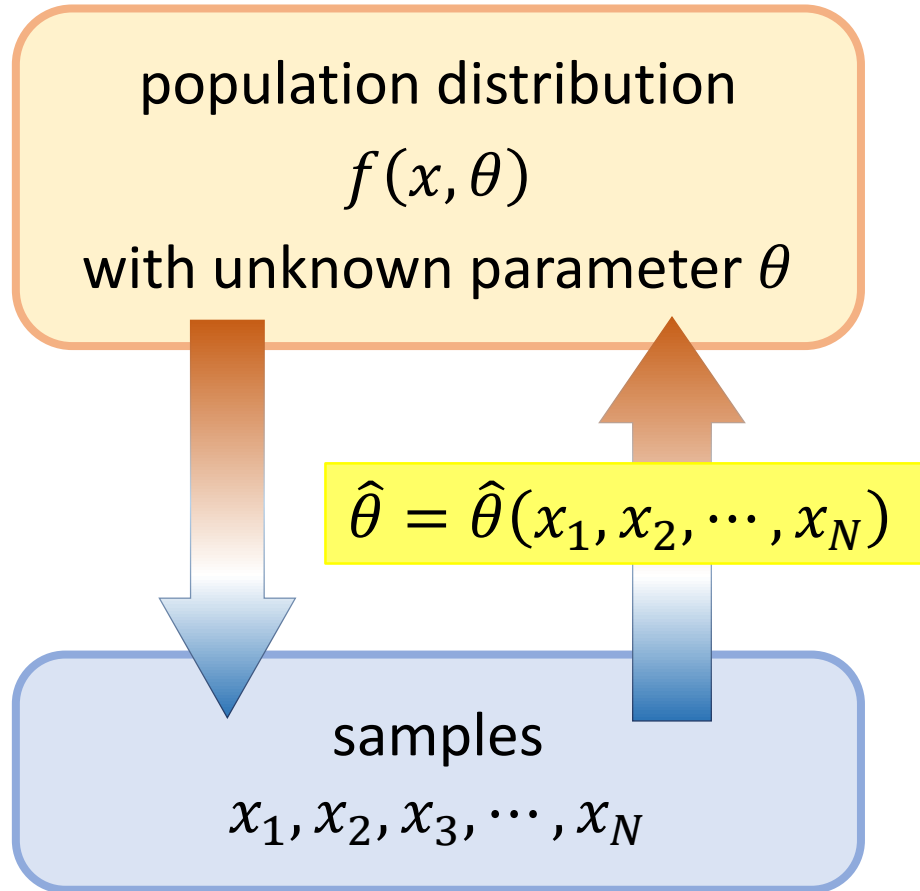 population distribution
f(x, θ)
with unknown parameter θ
θ̂ = θ̂(x₁, x₂, ⋯, x_N)
samples
x₁, x₂, x₃, ⋯, x_N